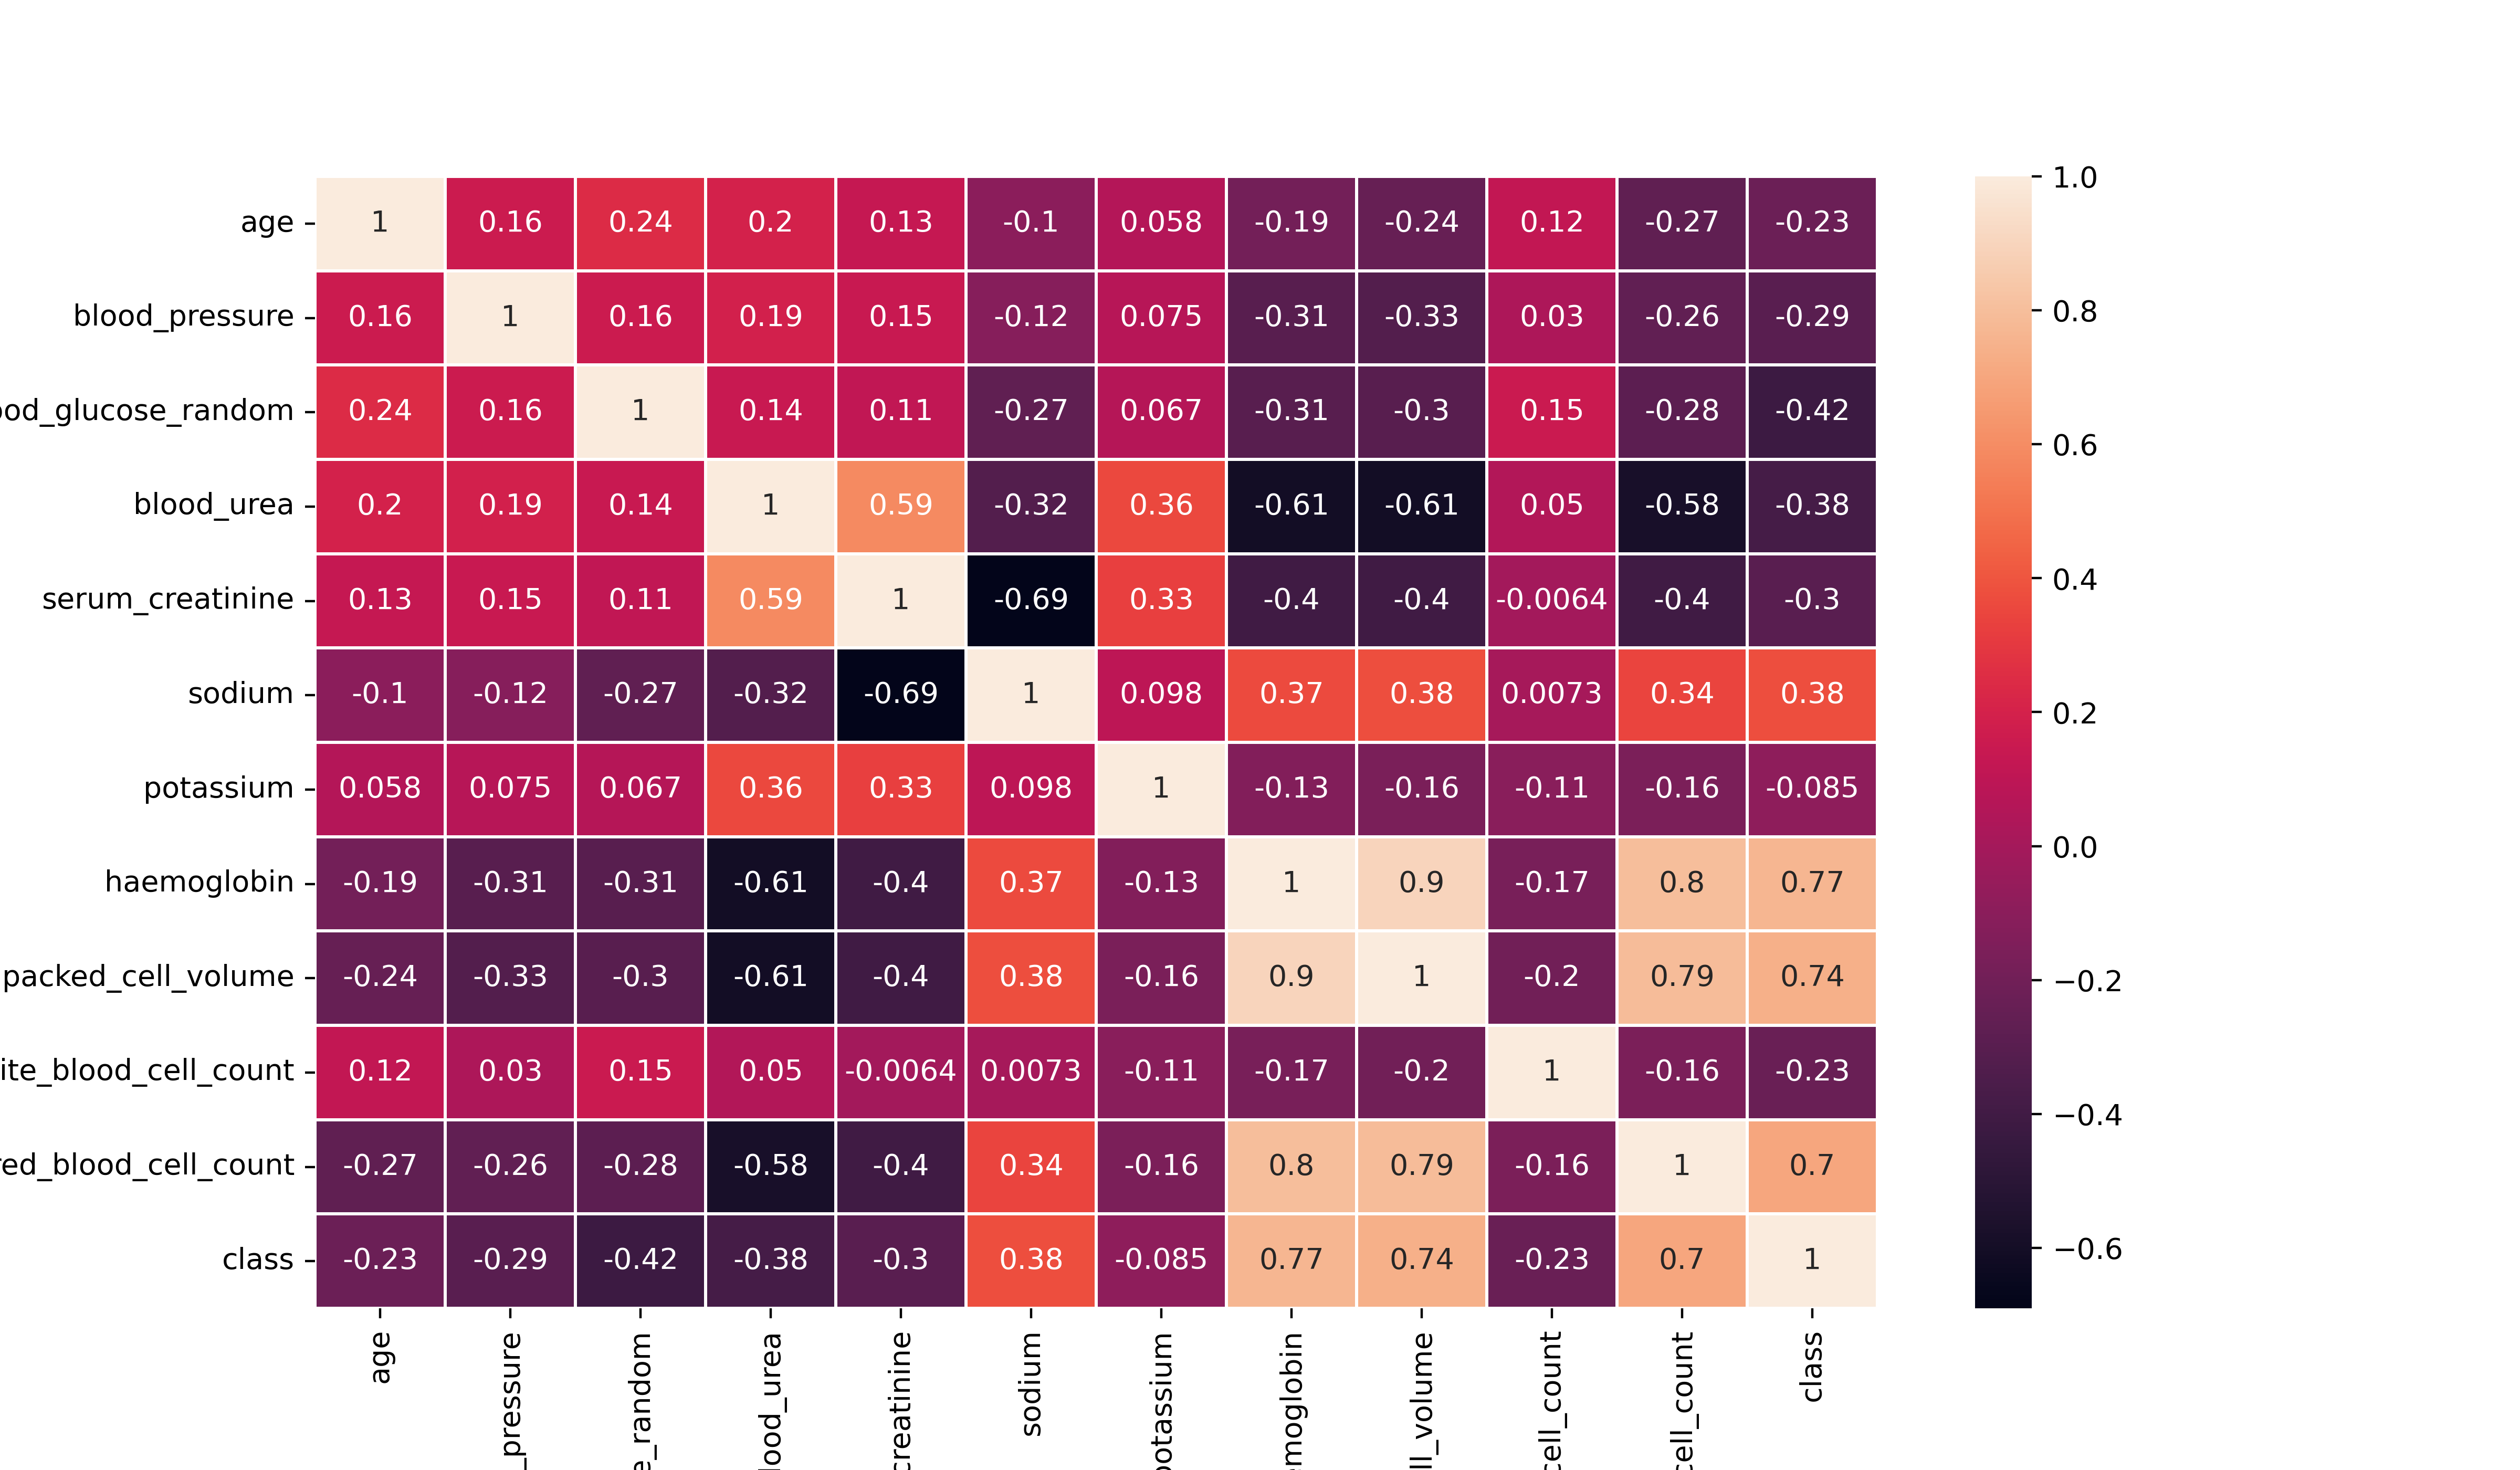 age 1 0.16 0.24 0.2 0.13 -0.1 0.058 -0.19 -0.24 0.12 -0.27 -0.23
blood_pressure 0.16 1 0.16 0.19 0.15 -0.12 0.075 -0.31 -0.33 0.03 -0.26 -0.29
ood_glucose_random 0.24 0.16 1 0.14 0.11 -0.27 0.067 -0.31 -0.3 0.15 -0.28 -0.42
blood_urea 0.2 0.19 0.14 1 0.59 -0.32 0.36 -0.61 -0.61 0.05 -0.58 -0.38
serum_creatinine 0.13 0.15 0.11 0.59 1 -0.69 0.33 -0.4 -0.4 -0.0064 -0.4 -0.3
sodium -0.1 -0.12 -0.27 -0.32 -0.69 1 0.098 0.37 0.38 0.0073 0.34 0.38
potassium 0.058 0.075 0.067 0.36 0.33 0.098 1 -0.13 -0.16 -0.11 -0.16 -0.085
haemoglobin -0.19 -0.31 -0.31 -0.61 -0.4 0.37 -0.13 1 0.9 -0.17 0.8 0.77
packed_cell_volume -0.24 -0.33 -0.3 -0.61 -0.4 0.38 -0.16 0.9 1 -0.2 0.79 0.74
ite_blood_cell_count 0.12 0.03 0.15 0.05 -0.0064 0.0073 -0.11 -0.17 -0.2 1 -0.16 -0.23
red_blood_cell_count -0.27 -0.26 -0.28 -0.58 -0.4 0.34 -0.16 0.8 0.79 -0.16 1 0.7
class -0.23 -0.29 -0.42 -0.38 -0.3 0.38 -0.085 0.77 0.74 -0.23 0.7 1
age
_pressure
e_random
lood_urea
creatinine
sodium
potassium
moglobin
ll_volume
cell_count
cell_count
class
1.0
0.8
0.6
0.4
0.2
0.0
−0.2
−0.4
−0.6